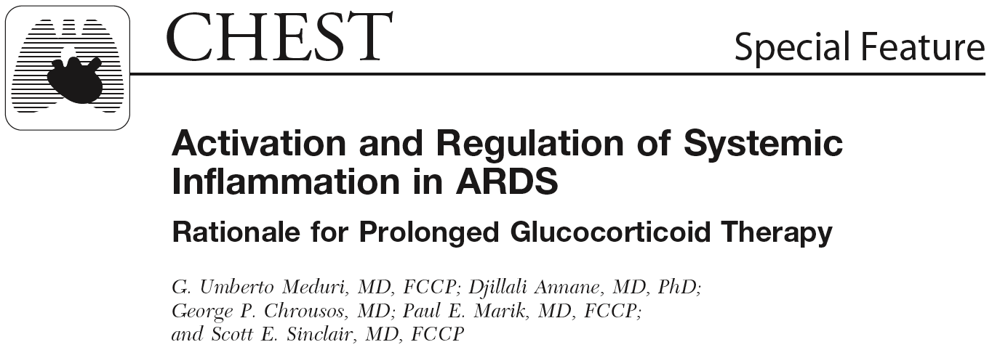 CHEST
Special Feature
Activation and Regulation of Systemic
Inflammation in ARDS
Rationale for Prolonged Glucocorticoid Therapy
G. Umberto Meduri, MD, FCCP; Djillali Annane, MD, PhD;
George P. Chrousos, MD; Paul E. Marik, MD, FCCP;
and Scott E. Sinclair, MD, FCCP